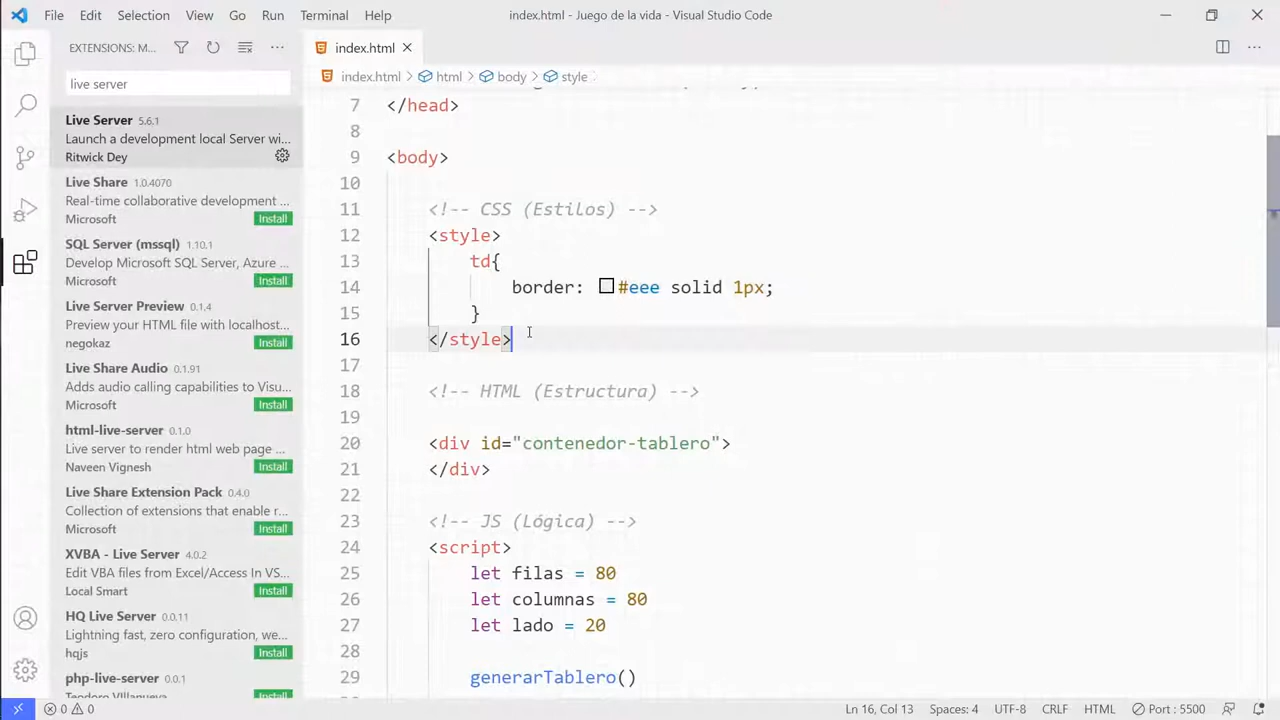 File Edit Selection View Go Run Terminal Help
index.html - Juego de la vida - Visual Studio Code
EXTENSIONS: M...
live server
Live Server 5.6.1
Launch a development local Server wi...
Ritwick Dey
Live Share 1.0.4070
Real-time collaborative development ...
Microsoft Install
SQL Server (mssql) 1.10.1
Develop Microsoft SQL Server, Azure ...
Microsoft Install
Live Server Preview 0.1.4
Preview your HTML file with localhost...
negokaz Install
Live Share Audio 0.1.91
Adds audio calling capabilities to Visu...
Microsoft Install
html-live-server 0.1.0
Live server to render html web page ...
Naveen Vignesh Install
Live Share Extension Pack 0.4.0
Collection of extensions that enable r...
Microsoft Install
XVBA - Live Server 4.0.2
Edit VBA files from Excel/Access In VS...
Local Smart Install
HQ Live Server 0.0.11
Lightning fast, zero configuration, we...
hqjs Install
php-live-server 0.0.1
Teodoro VIllanueva Install
index.html
index.html > html > body > style
7 </head>
8
9 <body>
10
11 <!-- CSS (Estilos) -->
12 <style>
13 td{
14 border: #eee solid 1px;
15 }
16 </style>
17
18 <!-- HTML (Estructura) -->
19
20 <div id="contenedor-tablero">
21 </div>
22
23 <!-- JS (Lógica) -->
24 <script>
25 let filas = 80
26 let columnas = 80
27 let lado = 20
28
29 generarTablero()
0 0
Ln 16, Col 13 Spaces: 4 UTF-8 CRLF HTML Port : 5500